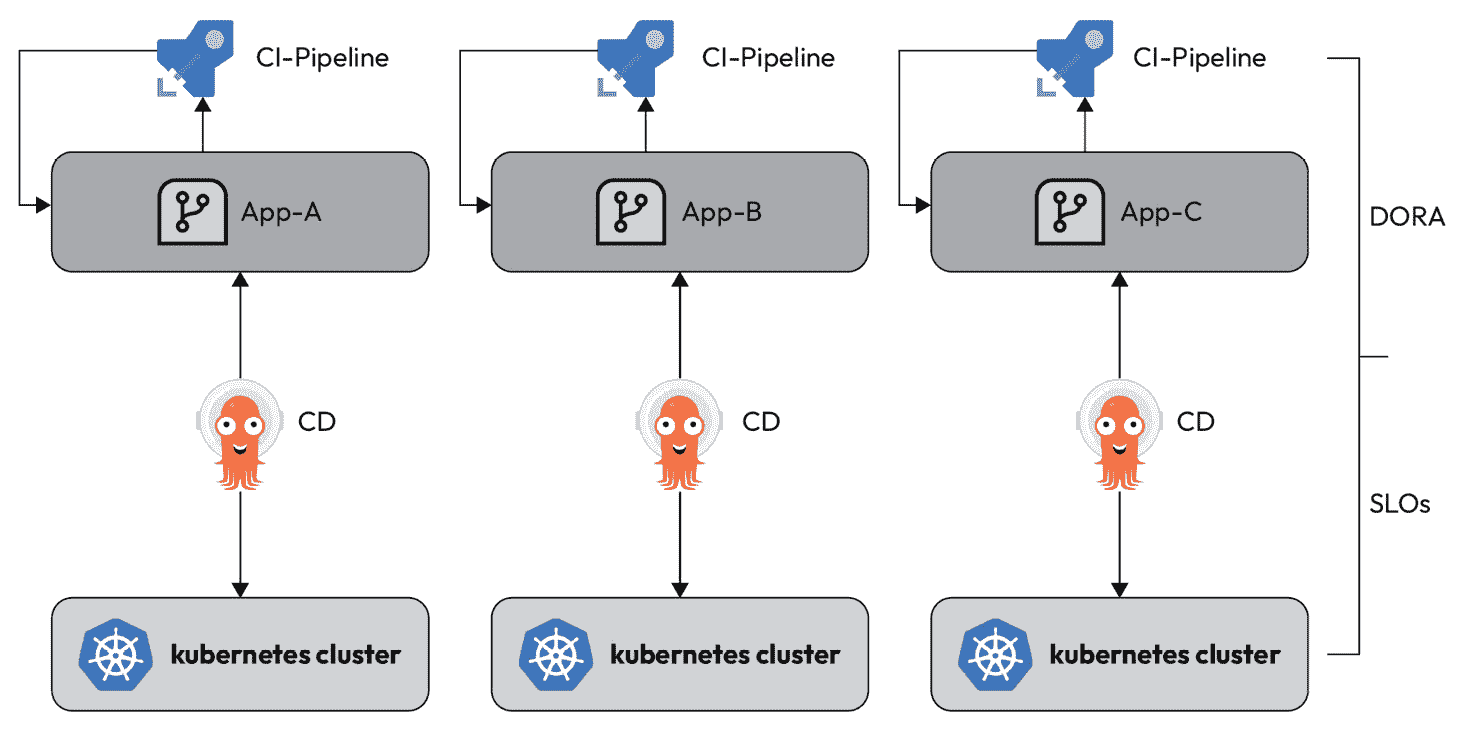 CI-Pipeline
CI-Pipeline
CI-Pipeline
App-A
App-B
App-C
DORA
CD
CD
CD
SLOs
kubernetes cluster
kubernetes cluster
kubernetes cluster